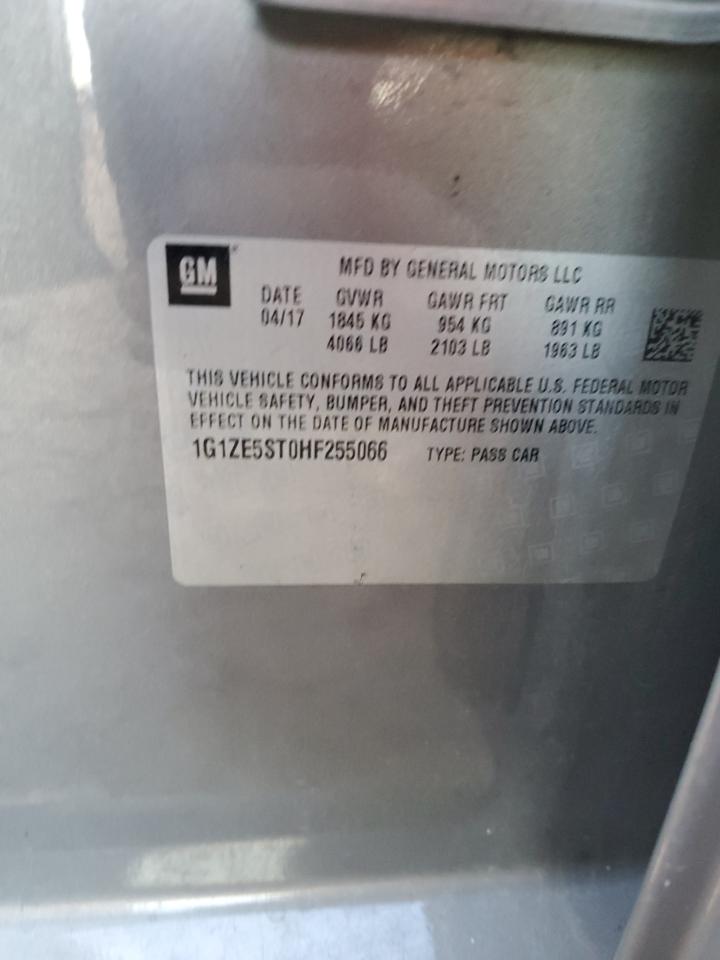 GM
MFD BY GENERAL MOTORS LLC
DATE GVWR GAWR FRT GAWR RR
04/17 1845 KG 954 KG 891 KG
4066 LB 2103 LB 1963 LB
THIS VEHICLE CONFORMS TO ALL APPLICABLE U.S. FEDERAL MOTOR
VEHICLE SAFETY, BUMPER, AND THEFT PREVENTION STANDARDS IN
EFFECT ON THE DATE OF MANUFACTURE SHOWN ABOVE.
1G1ZE5ST0HF255066 TYPE: PASS CAR